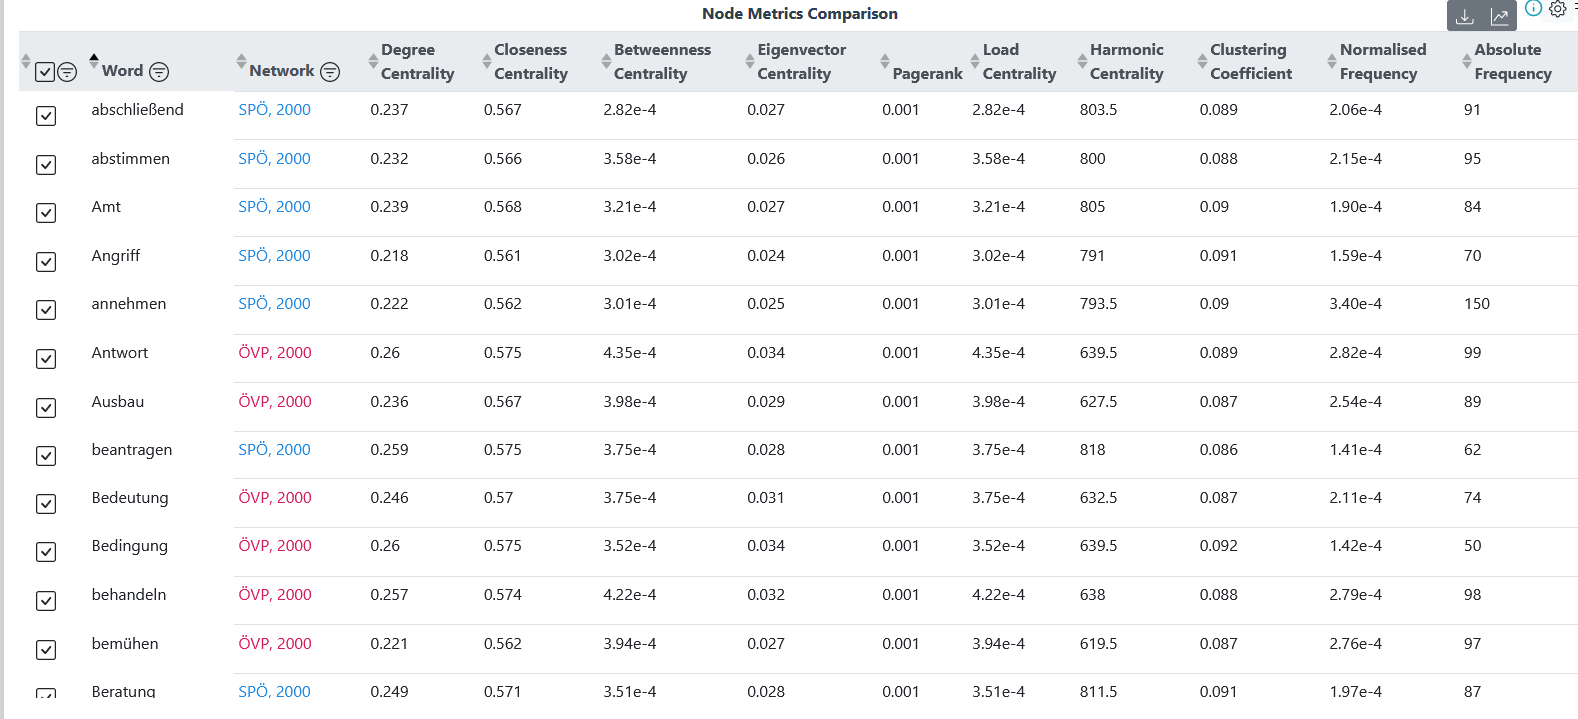 Node Metrics Comparison
Word Network Degree Centrality Closeness Centrality Betweenness Centrality Eigenvector Centrality Pagerank Load Centrality Harmonic Centrality Clustering Coefficient Normalised Frequency Absolute Frequency
abschließend SPÖ, 2000 0.237 0.567 2.82e-4 0.027 0.001 2.82e-4 803.5 0.089 2.06e-4 91
abstimmen SPÖ, 2000 0.232 0.566 3.58e-4 0.026 0.001 3.58e-4 800 0.088 2.15e-4 95
Amt SPÖ, 2000 0.239 0.568 3.21e-4 0.027 0.001 3.21e-4 805 0.09 1.90e-4 84
Angriff SPÖ, 2000 0.218 0.561 3.02e-4 0.024 0.001 3.02e-4 791 0.091 1.59e-4 70
annehmen SPÖ, 2000 0.222 0.562 3.01e-4 0.025 0.001 3.01e-4 793.5 0.09 3.40e-4 150
Antwort ÖVP, 2000 0.26 0.575 4.35e-4 0.034 0.001 4.35e-4 639.5 0.089 2.82e-4 99
Ausbau ÖVP, 2000 0.236 0.567 3.98e-4 0.029 0.001 3.98e-4 627.5 0.087 2.54e-4 89
beantragen SPÖ, 2000 0.259 0.575 3.75e-4 0.028 0.001 3.75e-4 818 0.086 1.41e-4 62
Bedeutung ÖVP, 2000 0.246 0.57 3.75e-4 0.031 0.001 3.75e-4 632.5 0.087 2.11e-4 74
Bedingung ÖVP, 2000 0.26 0.575 3.52e-4 0.034 0.001 3.52e-4 639.5 0.092 1.42e-4 50
behandeln ÖVP, 2000 0.257 0.574 4.22e-4 0.032 0.001 4.22e-4 638 0.088 2.79e-4 98
bemühen ÖVP, 2000 0.221 0.562 3.94e-4 0.027 0.001 3.94e-4 619.5 0.087 2.76e-4 97
Beratung SPÖ, 2000 0.249 0.571 3.51e-4 0.028 0.001 3.51e-4 811.5 0.091 1.97e-4 87